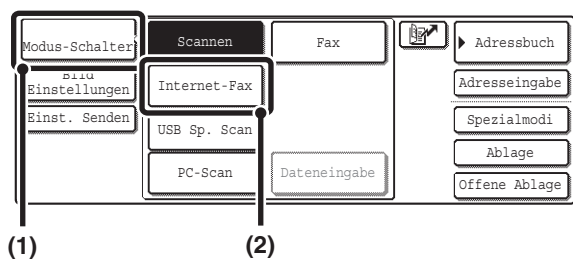 Modus-Schalter
Scannen
Fax
Adressbuch
Bild
Einstellungen
Internet-Fax
Adresseingabe
Einst. Senden
USB Sp. Scan
Spezialmodi
PC-Scan
Dateneingabe
Ablage
Offene Ablage
(1)
(2)